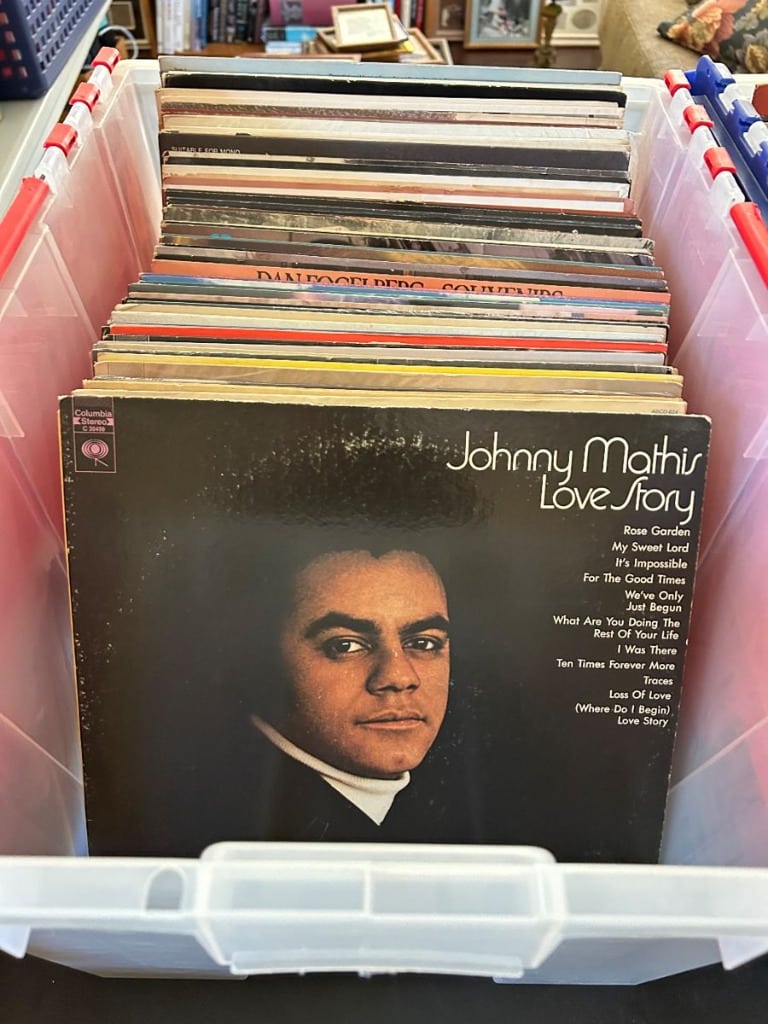 SUITABLE FOR MONO
DAN FOGELBERG SOUVENIRS
Columbia
Stereo
C 30499
Johnny Mathis
Love Story
Rose Garden
My Sweet Lord
It's Impossible
For The Good Times
We've Only
Just Begun
What Are You Doing The
Rest Of Your Life
I Was There
Ten Times Forever More
Traces
Loss Of Love
(Where Do I Begin)
Love Story